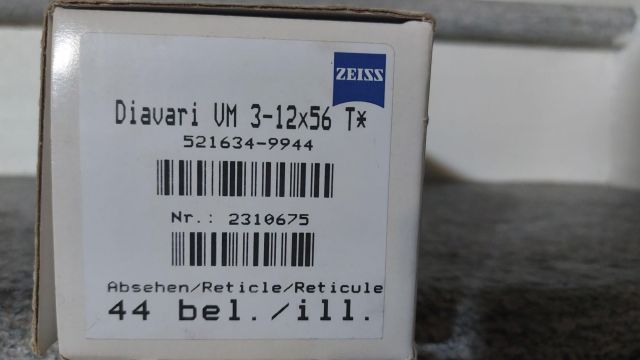 ZEISS
Diavari VM 3-12x56 T*
521634-9944
Nr.: 2310675
Absehen/Reticle/Reticule
44 bel./ill.